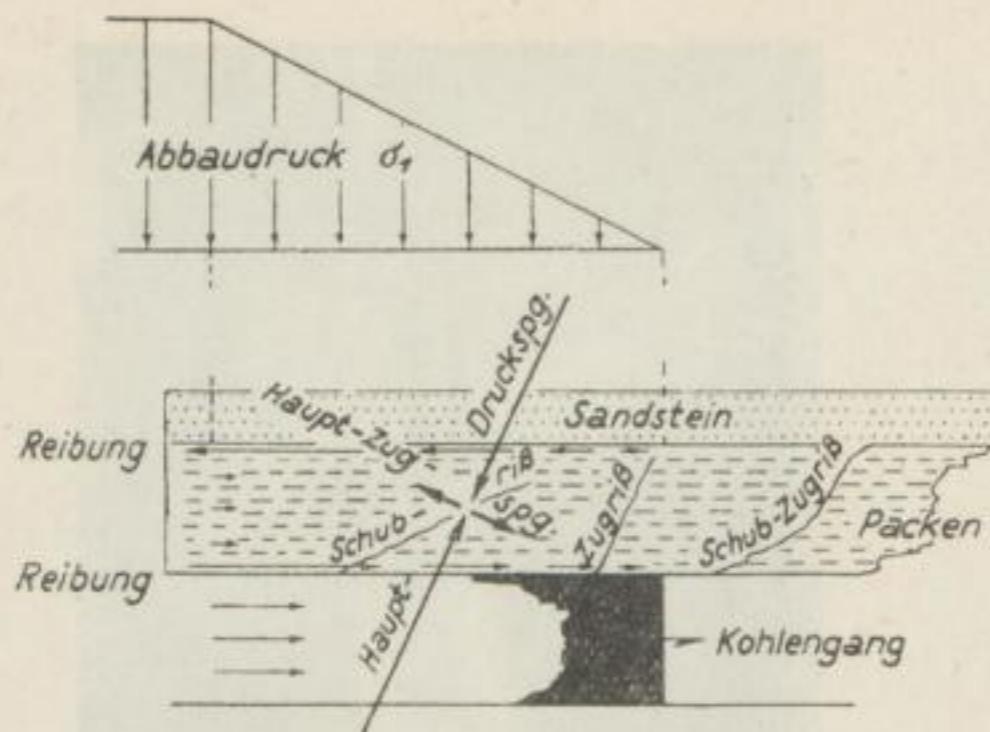 Abbaudruck σ₁
Haupt-Zug-
spg.
Haupt-
Druckspg.
Sandstein
Reibung
Schub-
riß
Zugriß
Schub-Zugriß
Packen
Reibung
Kohlengang